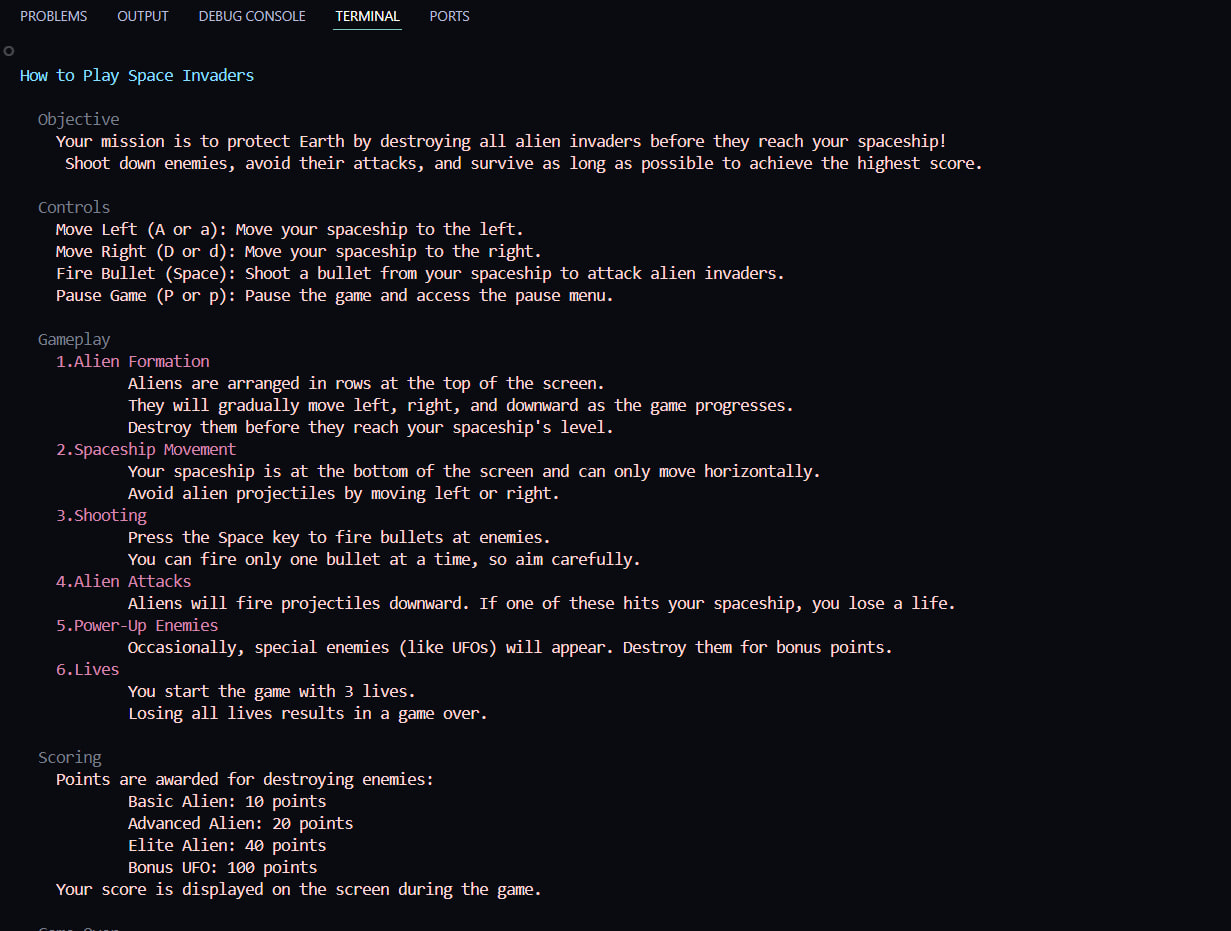 PROBLEMS OUTPUT DEBUG CONSOLE TERMINAL PORTS
How to Play Space Invaders
Objective
Your mission is to protect Earth by destroying all alien invaders before they reach your spaceship!
Shoot down enemies, avoid their attacks, and survive as long as possible to achieve the highest score.
Controls
Move Left (A or a): Move your spaceship to the left.
Move Right (D or d): Move your spaceship to the right.
Fire Bullet (Space): Shoot a bullet from your spaceship to attack alien invaders.
Pause Game (P or p): Pause the game and access the pause menu.
Gameplay
1.Alien Formation
Aliens are arranged in rows at the top of the screen.
They will gradually move left, right, and downward as the game progresses.
Destroy them before they reach your spaceship's level.
2.Spaceship Movement
Your spaceship is at the bottom of the screen and can only move horizontally.
Avoid alien projectiles by moving left or right.
3.Shooting
Press the Space key to fire bullets at enemies.
You can fire only one bullet at a time, so aim carefully.
4.Alien Attacks
Aliens will fire projectiles downward. If one of these hits your spaceship, you lose a life.
5.Power-Up Enemies
Occasionally, special enemies (like UFOs) will appear. Destroy them for bonus points.
6.Lives
You start the game with 3 lives.
Losing all lives results in a game over.
Scoring
Points are awarded for destroying enemies:
Basic Alien: 10 points
Advanced Alien: 20 points
Elite Alien: 40 points
Bonus UFO: 100 points
Your score is displayed on the screen during the game.